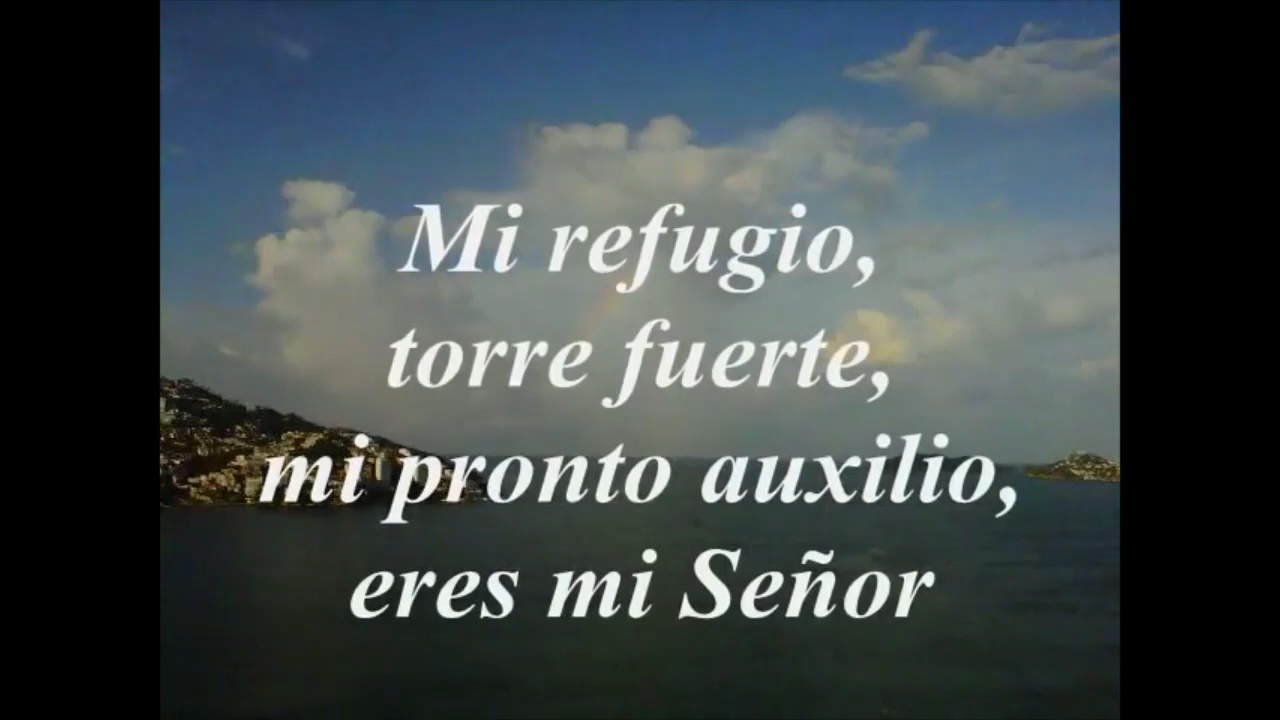 Mi refugio,
torre fuerte,
mi pronto auxilio,
eres mi Señor